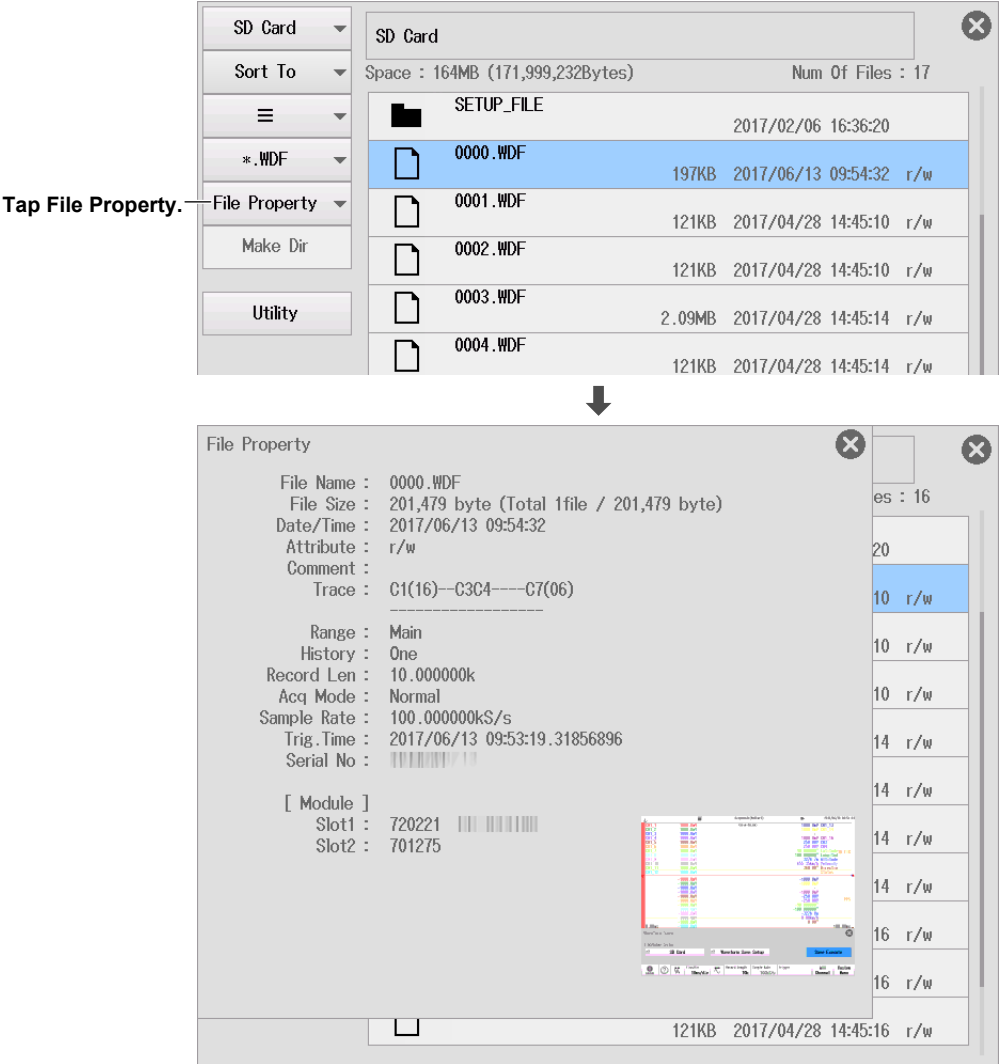 SD Card
SD Card
Sort To
Space : 164MB (171,999,232Bytes) Num Of Files : 17
SETUP_FILE
2017/02/06 16:36:20
*.WDF
0000.WDF
197KB 2017/06/13 09:54:32 r/w
Tap File Property.
File Property
0001.WDF
121KB 2017/04/28 14:45:10 r/w
Make Dir
0002.WDF
121KB 2017/04/28 14:45:10 r/w
Utility
0003.WDF
2.09MB 2017/04/28 14:45:14 r/w
0004.WDF
121KB 2017/04/28 14:45:14 r/w
File Property
File Name : 0000.WDF
File Size : 201,479 byte (Total 1file / 201,479 byte)
Date/Time : 2017/06/13 09:54:32
Attribute : r/w
Comment :
Trace : C1(16)--C3C4----C7(06)
------------------
Range : Main
History : One
Record Len : 10.000000k
Acq Mode : Normal
Sample Rate : 100.000000kS/s
Trig.Time : 2017/06/13 09:53:19.31856896
Serial No :
[ Module ]
Slot1 : 720221
Slot2 : 701275
es : 16
20
10 r/w
10 r/w
10 r/w
14 r/w
14 r/w
14 r/w
14 r/w
16 r/w
16 r/w
121KB 2017/04/28 14:45:16 r/w